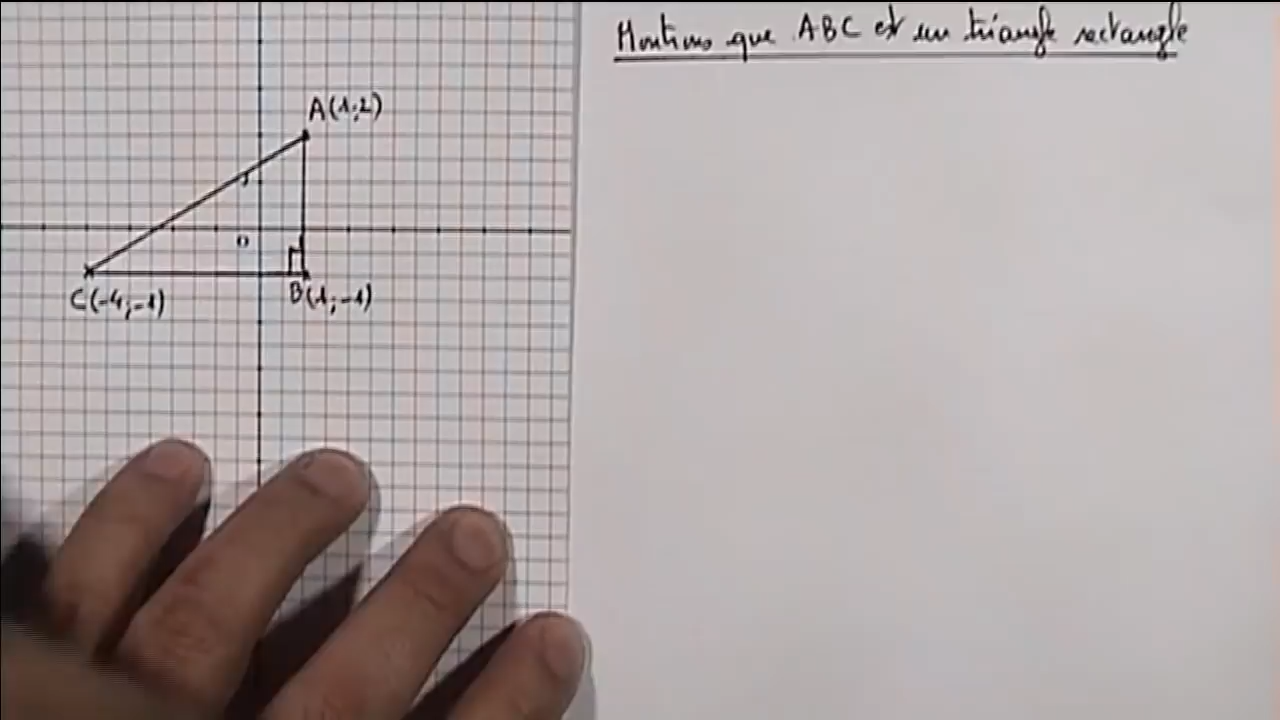 Montrons que ABC est un triangle rectangle
A(1;2)
0
C(-4;-1)
B(1;-1)